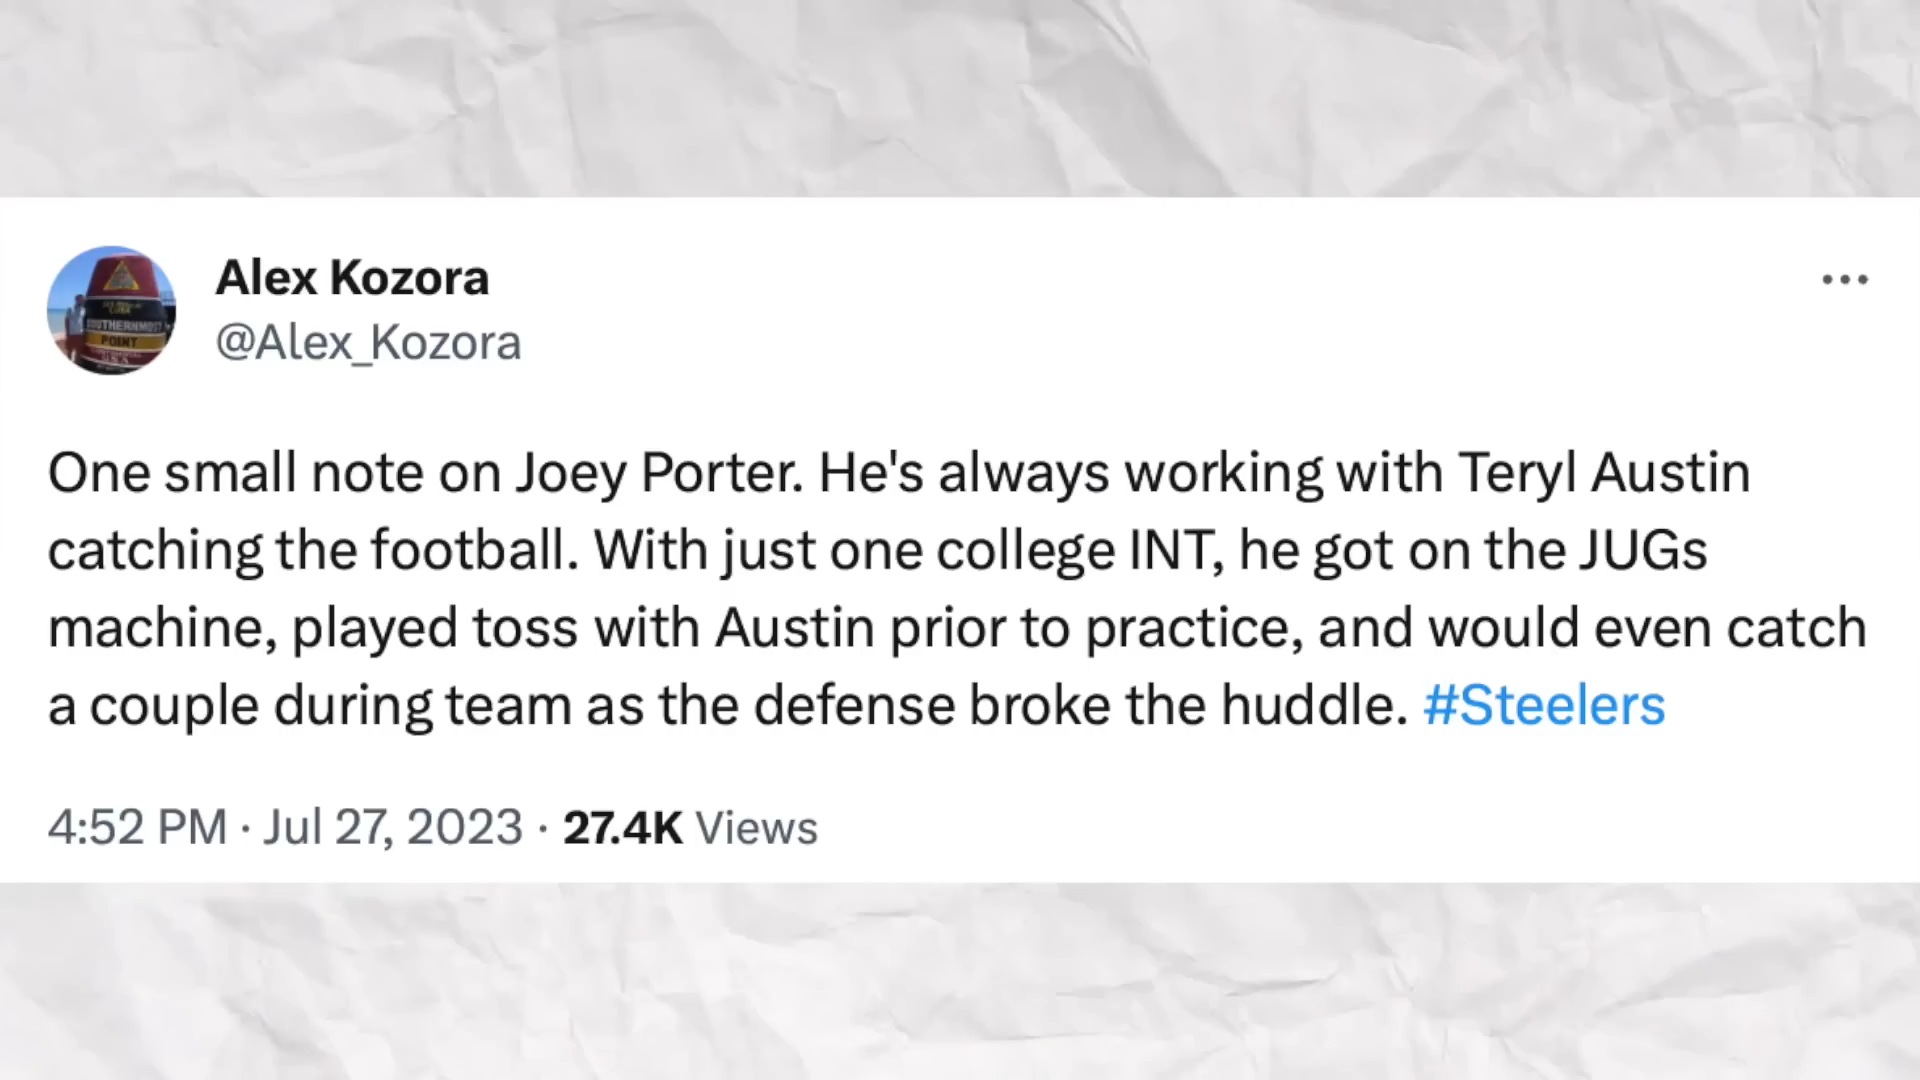 Alex Kozora
@Alex_Kozora
SOUTHERNMOST
POINT
One small note on Joey Porter. He's always working with Teryl Austin
catching the football. With just one college INT, he got on the JUGs
machine, played toss with Austin prior to practice, and would even catch
a couple during team as the defense broke the huddle. #Steelers
4:52 PM · Jul 27, 2023 · 27.4K Views